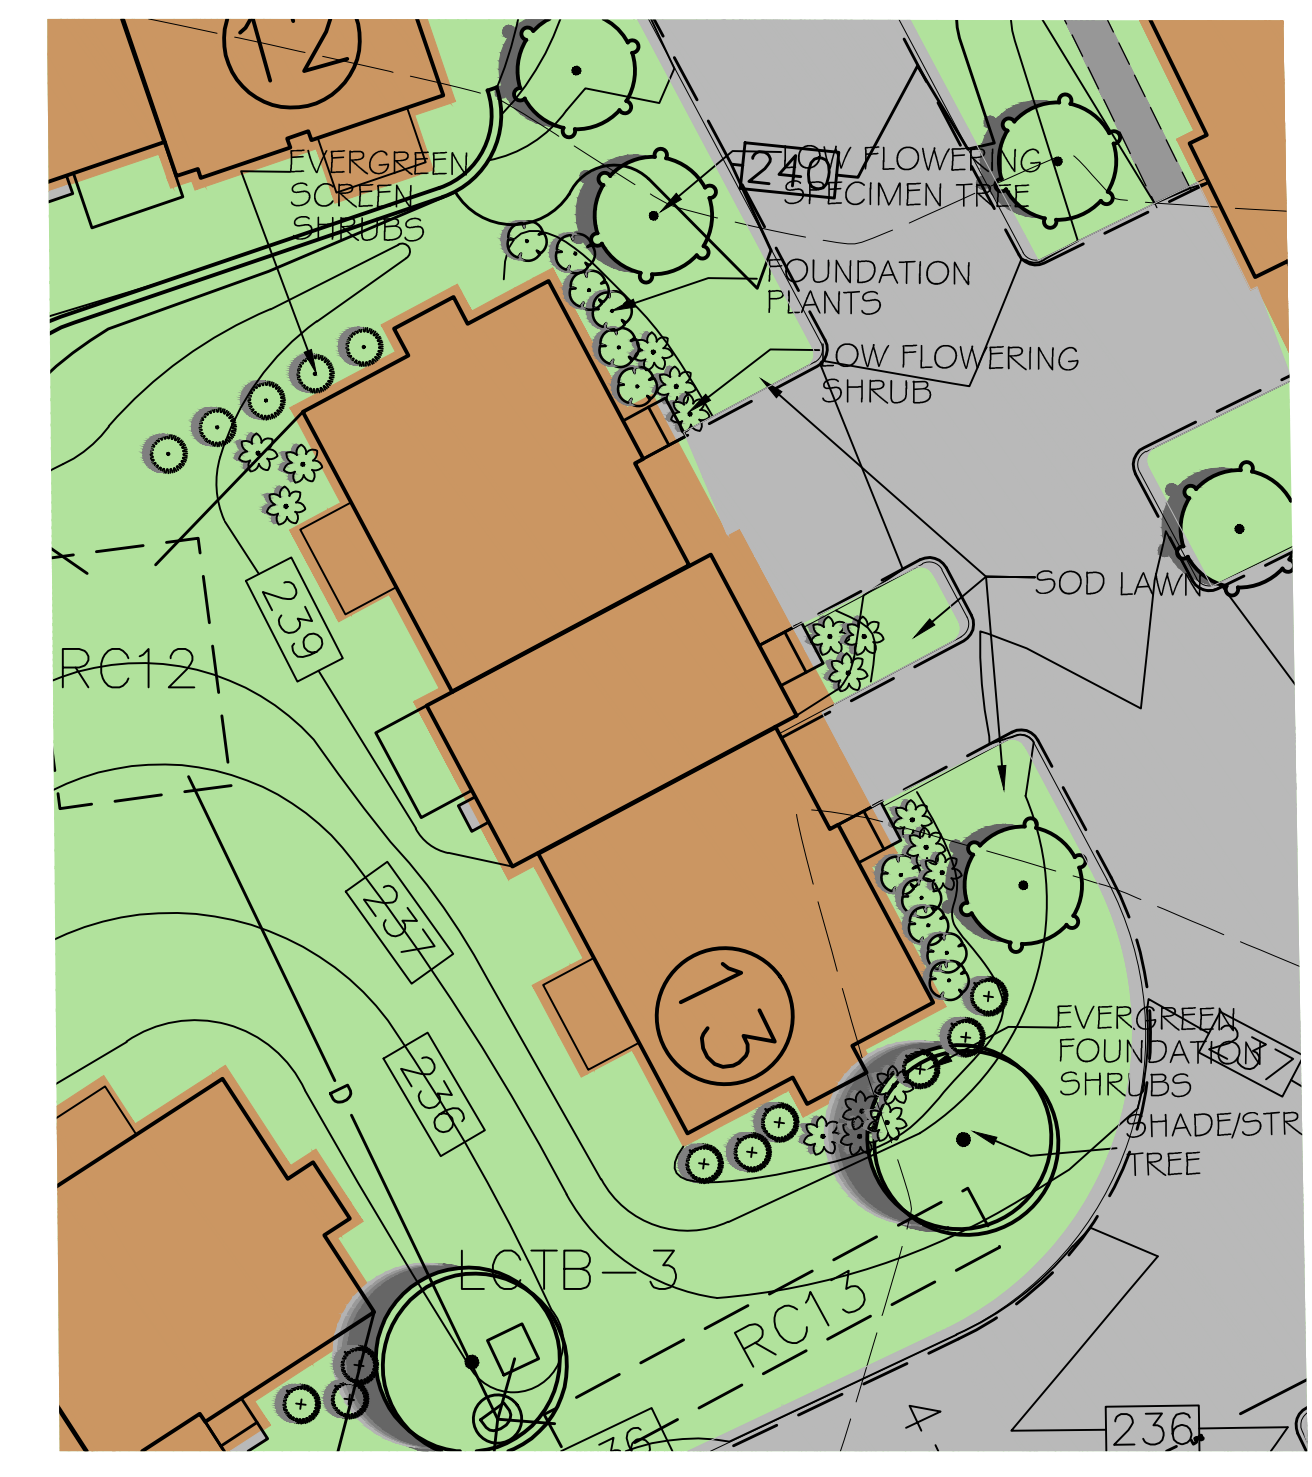 12
EVERGREEN
SCREEN
SHRUBS
240
LOW FLOWERING
SPECIMEN TREE
FOUNDATION
PLANTS
LOW FLOWERING
SHRUB
SOD LAWN
239
RC12
237
13
EVERGREEN
FOUNDATION
SHRUBS
SHADE/STR
TREE
236
D
LCTB-3
RC13
A
236
36